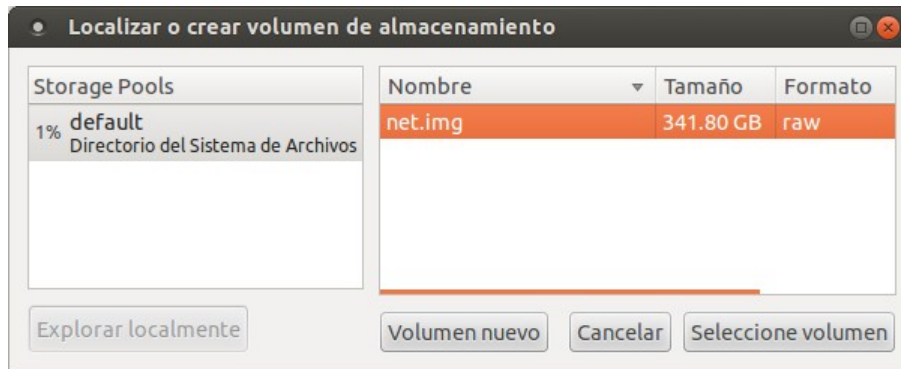 Localizar o crear volumen de almacenamiento
Storage Pools
1% default
Directorio del Sistema de Archivos
Nombre Tamaño Formato
net.img 341.80 GB raw
Explorar localmente
Volumen nuevo Cancelar Seleccione volumen